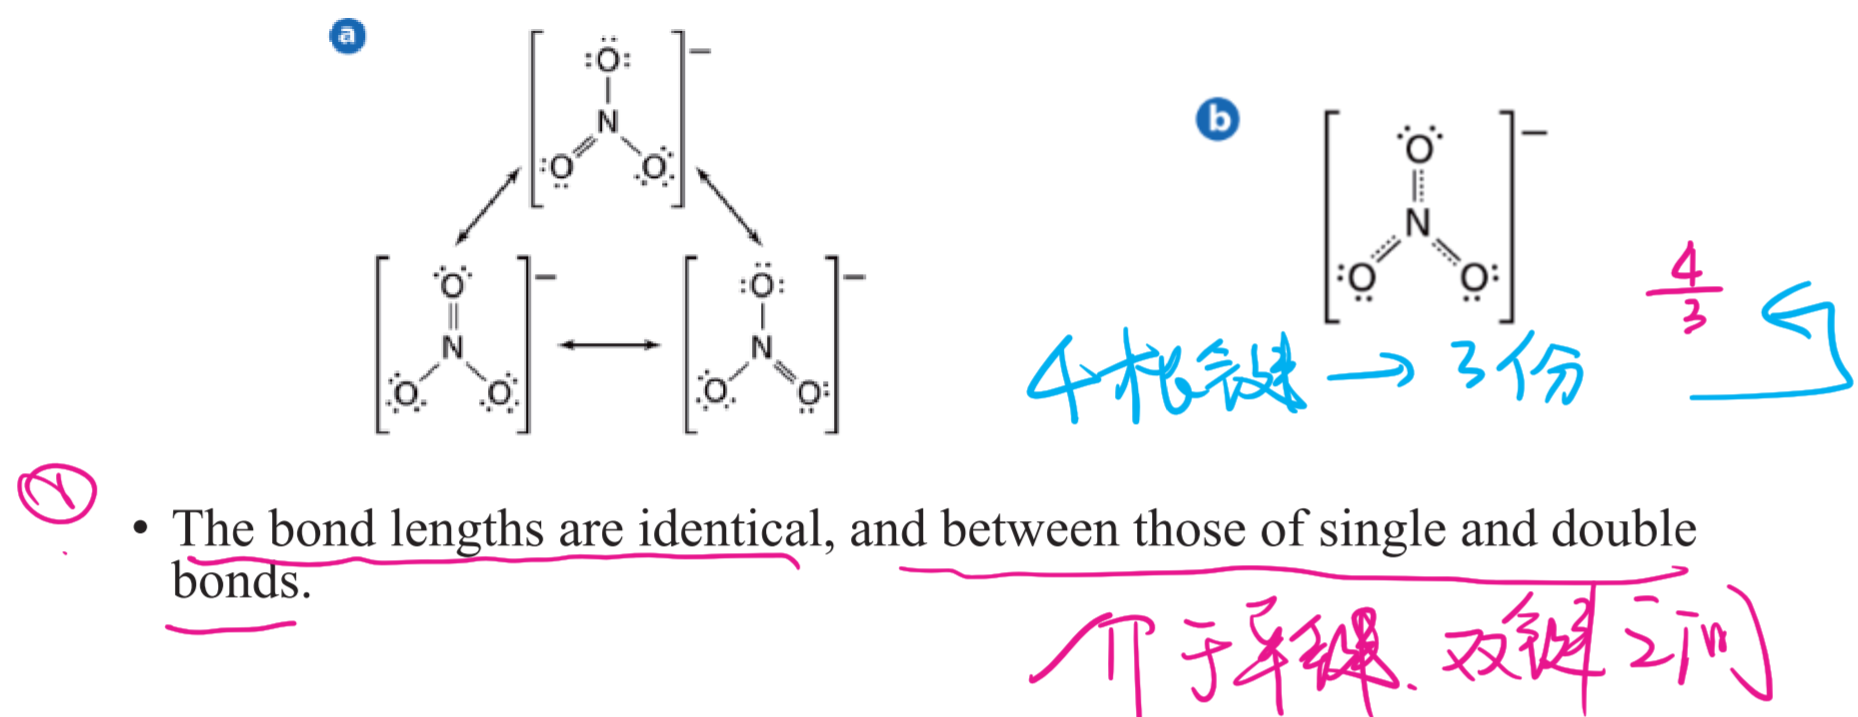 a
[:Ö: N :O O]−
[O N O O]− [:Ö: N O O:]−
b
[O N :O O:]−
4/3
4根键 → 3份
① • The bond lengths are identical, and between those of single and double
bonds.
介于单键、双键之间